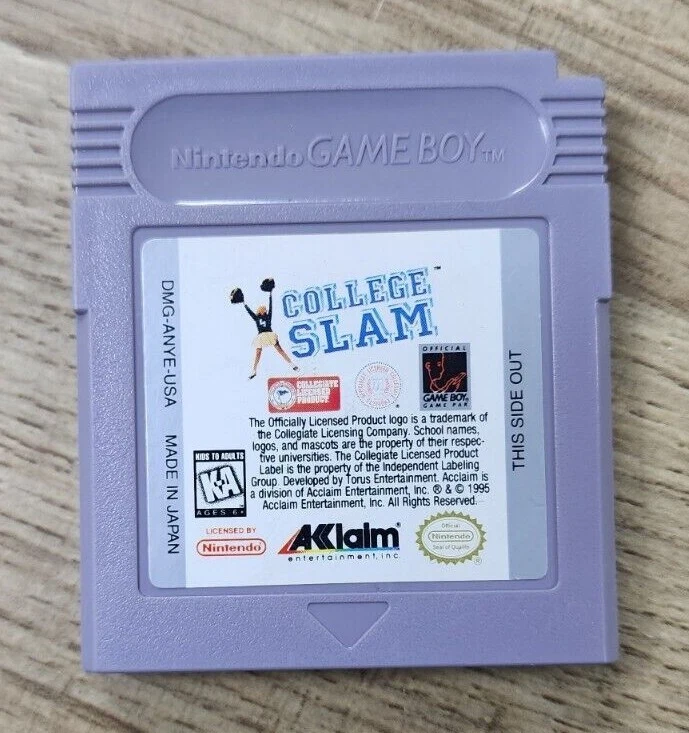 Nintendo GAME BOY TM
DMG-ANYE-USA MADE IN JAPAN
COLLEGE ™
SLAM
COLLEGIATE
LICENSED
PRODUCT
OFFICIAL
GAME BOY
GAME PAK
THIS SIDE OUT
The Officially Licensed Product logo is a trademark of
the Collegiate Licensing Company. School names,
logos, and mascots are the property of their respec-
tive universities. The Collegiate Licensed Product
Label is the property of the Independent Labeling
Group. Developed by Torus Entertainment. Acclaim is
a division of Acclaim Entertainment, Inc. ® & © 1995
Acclaim Entertainment, Inc. All Rights Reserved.
KIDS TO ADULTS
K-A
AGES 6+
LICENSED BY
Nintendo
AKKlaim®
entertainment, inc.
Official
Nintendo
Seal of Quality
®